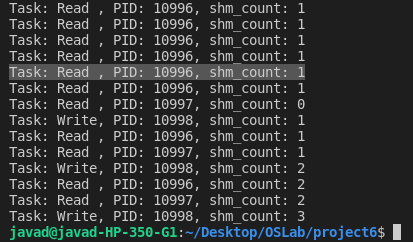 Task: Read , PID: 10996, shm_count: 1
Task: Read , PID: 10996, shm_count: 1
Task: Read , PID: 10996, shm_count: 1
Task: Read , PID: 10996, shm_count: 1
Task: Read , PID: 10996, shm_count: 1
Task: Read , PID: 10996, shm_count: 1
Task: Read , PID: 10997, shm_count: 0
Task: Write, PID: 10998, shm_count: 1
Task: Read , PID: 10996, shm_count: 1
Task: Read , PID: 10997, shm_count: 1
Task: Write, PID: 10998, shm_count: 2
Task: Read , PID: 10996, shm_count: 2
Task: Read , PID: 10997, shm_count: 2
Task: Write, PID: 10998, shm_count: 3
javad@javad-HP-350-G1:~/Desktop/OSLab/project6$